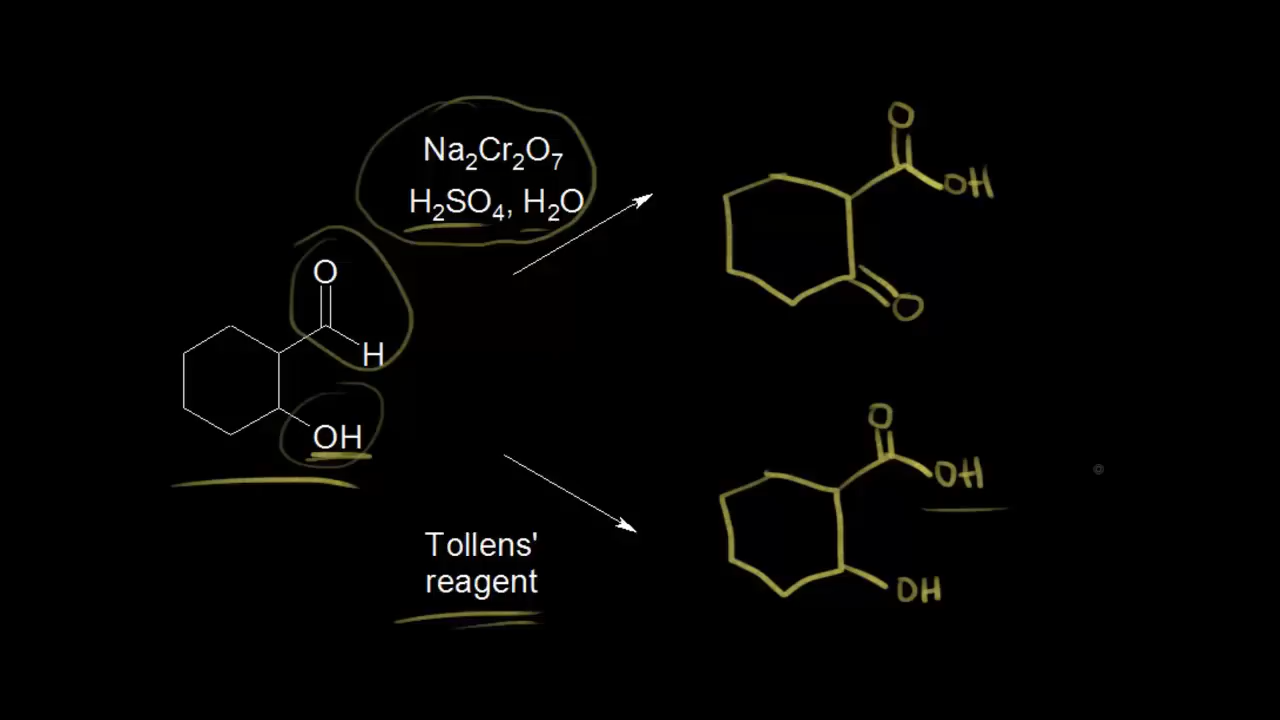 Na₂Cr₂O₇
H₂SO₄, H₂O
O
H
OH
O
OH
O
Tollens'
reagent
O
OH
OH